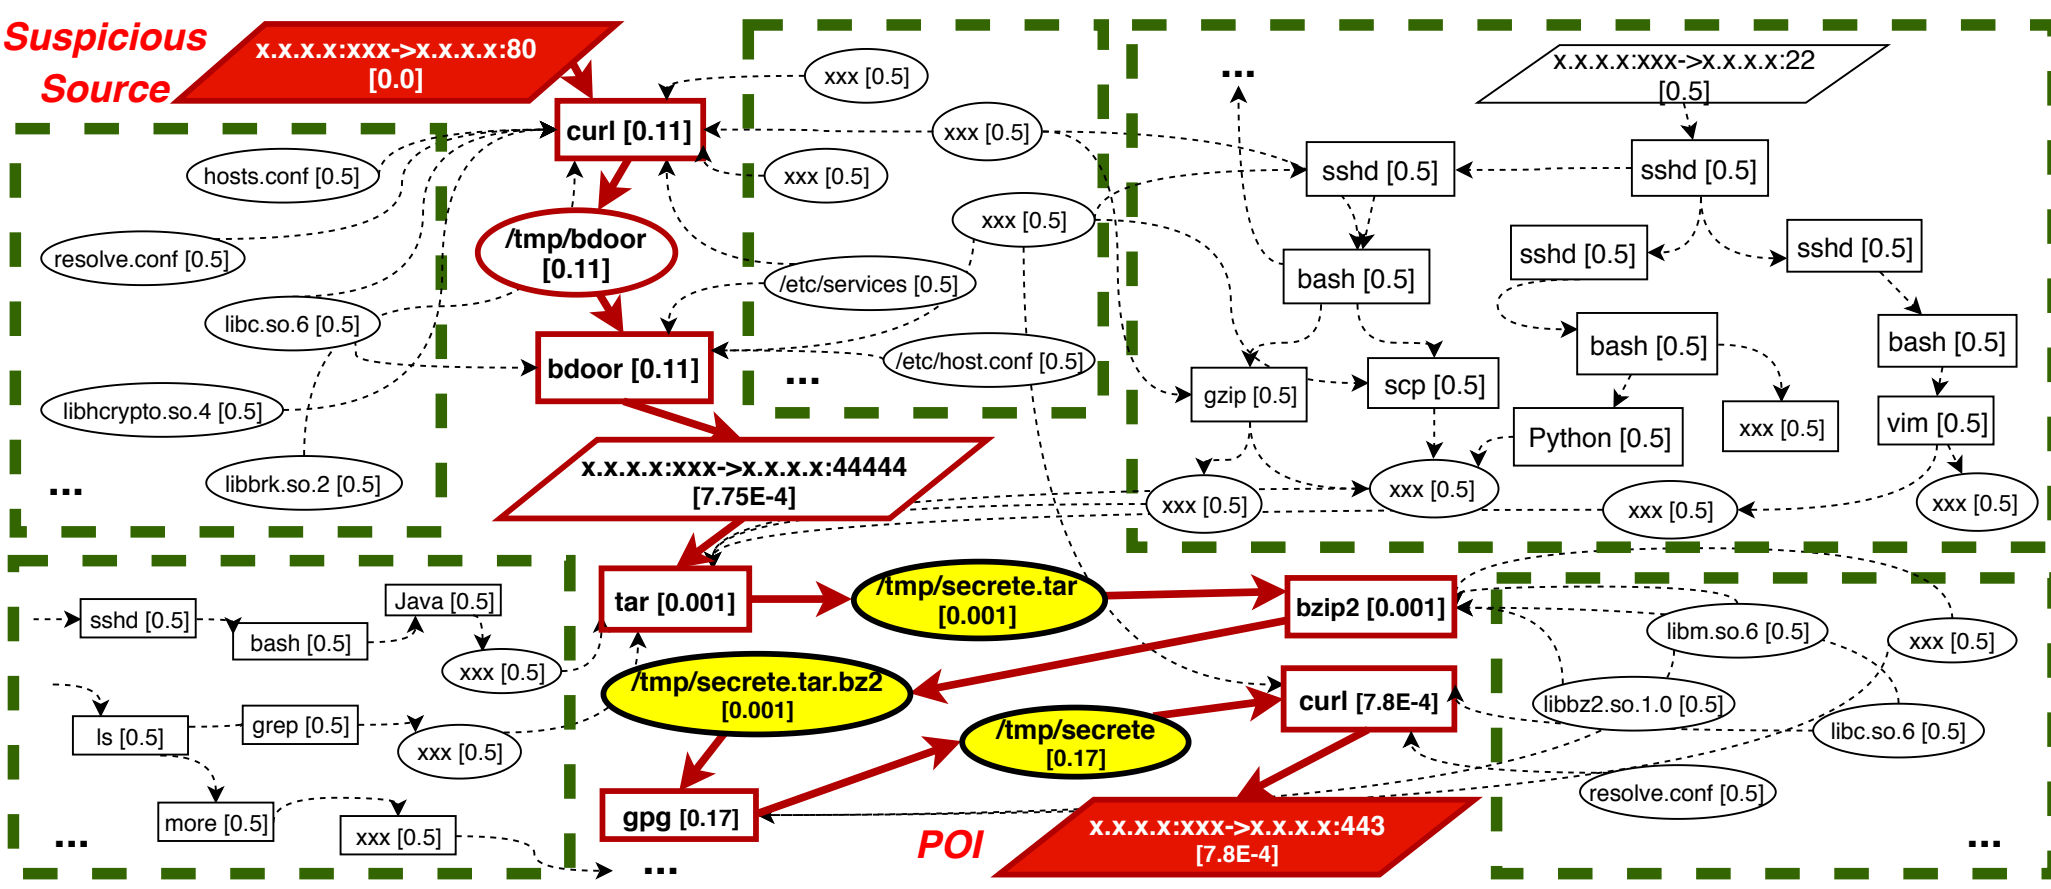 Suspicious
Source
x.x.x.x:xxx->x.x.x.x:80
[0.0]
curl [0.11]
hosts.conf [0.5]
resolve.conf [0.5]
libc.so.6 [0.5]
libhcrypto.so.4 [0.5]
libbrk.so.2 [0.5]
...
/tmp/bdoor
[0.11]
bdoor [0.11]
x.x.x.x:xxx->x.x.x.x:44444
[7.75E-4]
xxx [0.5]
xxx [0.5]
xxx [0.5]
xxx [0.5]
/etc/services [0.5]
/etc/host.conf [0.5]
...
...
x.x.x.x:xxx->x.x.x.x:22
[0.5]
sshd [0.5]
sshd [0.5]
sshd [0.5]
sshd [0.5]
bash [0.5]
bash [0.5]
bash [0.5]
gzip [0.5]
scp [0.5]
Python [0.5]
xxx [0.5]
vim [0.5]
xxx [0.5]
xxx [0.5]
xxx [0.5]
xxx [0.5]
sshd [0.5]
bash [0.5]
Java [0.5]
xxx [0.5]
ls [0.5]
grep [0.5]
xxx [0.5]
more [0.5]
xxx [0.5]
...
...
tar [0.001]
/tmp/secrete.tar
[0.001]
bzip2 [0.001]
/tmp/secrete.tar.bz2
[0.001]
gpg [0.17]
/tmp/secrete
[0.17]
curl [7.8E-4]
POI
x.x.x.x:xxx->x.x.x.x:443
[7.8E-4]
libm.so.6 [0.5]
xxx [0.5]
libbz2.so.1.0 [0.5]
libc.so.6 [0.5]
resolve.conf [0.5]
...